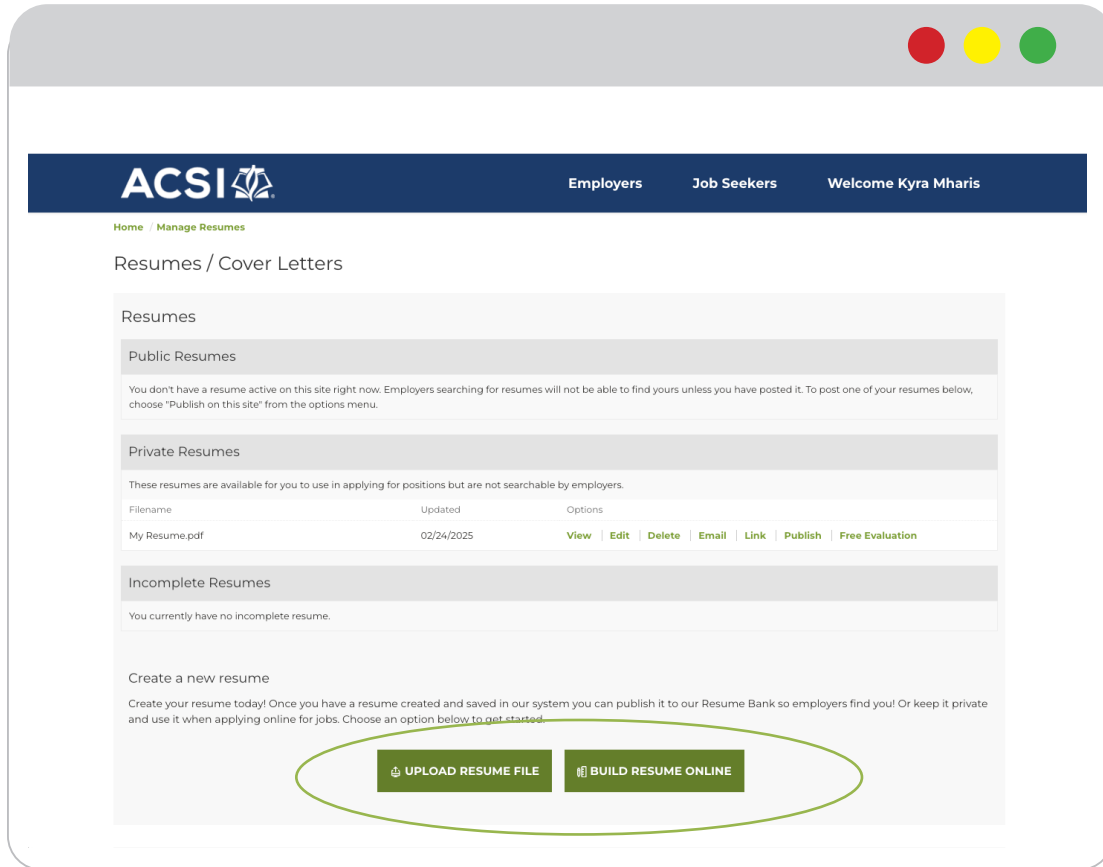 ACSI
Employers Job Seekers Welcome Kyra Mharis
Home / Manage Resumes
Resumes / Cover Letters
Resumes
Public Resumes
You don't have a resume active on this site right now. Employers searching for resumes will not be able to find yours unless you have posted it. To post one of your resumes below,
choose "Publish on this site" from the options menu.
Private Resumes
These resumes are available for you to use in applying for positions but are not searchable by employers.
Filename Updated Options
My Resume.pdf 02/24/2025 View | Edit | Delete | Email | Link | Publish | Free Evaluation
Incomplete Resumes
You currently have no incomplete resume.
Create a new resume
Create your resume today! Once you have a resume created and saved in our system you can publish it to our Resume Bank so employers find you! Or keep it private
and use it when applying online for jobs. Choose an option below to get started.
UPLOAD RESUME FILE BUILD RESUME ONLINE